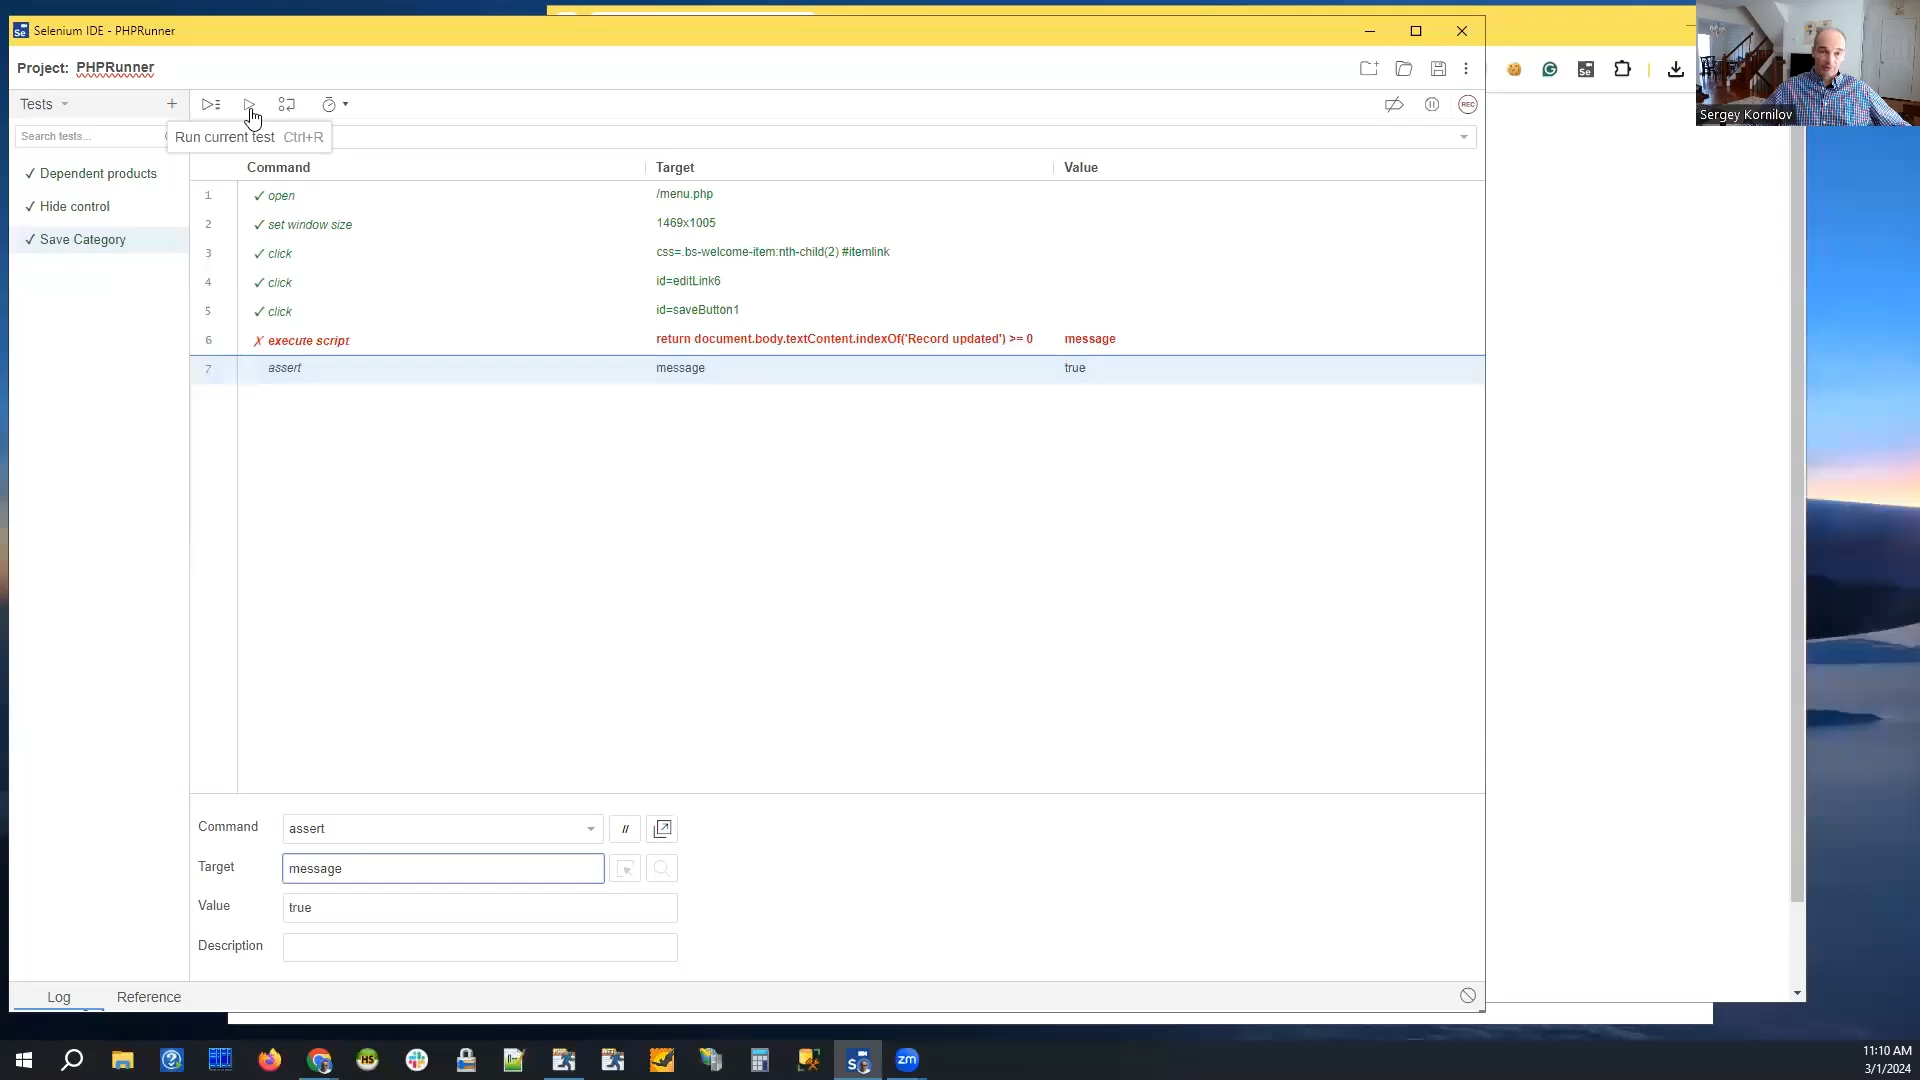 Selenium IDE - PHPRunner
Project: PHPRunner
Sergey Kornilov
Tests
Search tests...
Run current test Ctrl+R
Command Target Value
Dependent products
Hide control
Save Category
1 ✓ open /menu.php
2 ✓ set window size 1469x1005
3 ✓ click css=.bs-welcome-item:nth-child(2) #itemlink
4 ✓ click id=editLink6
5 ✓ click id=saveButton1
6 ✗ execute script return document.body.textContent.indexOf('Record updated') >= 0 message
7 assert message true
Command assert //
Target message
Value true
Description
Log Reference
11:10 AM
3/1/2024
REC
Se
HS
zm